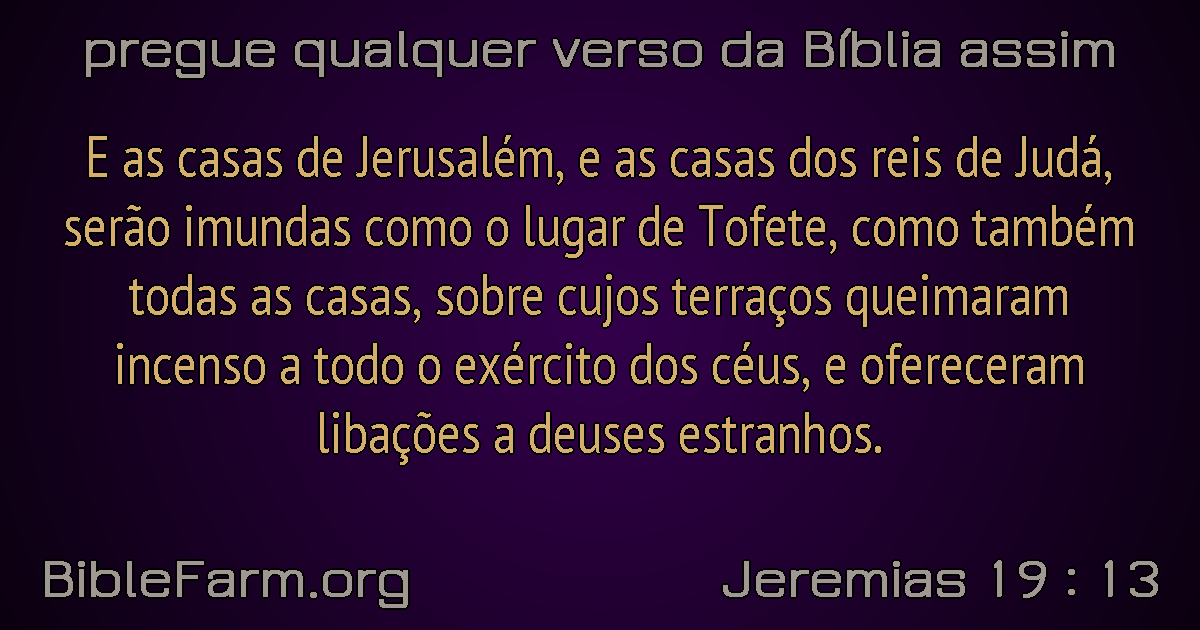 pregue qualquer verso da Bíblia assim
E as casas de Jerusalém, e as casas dos reis de Judá,
serão imundas como o lugar de Tofete, como também
todas as casas, sobre cujos terraços queimaram
incenso a todo o exército dos céus, e ofereceram
libações a deuses estranhos.
BibleFarm.org
Jeremias 19 : 13